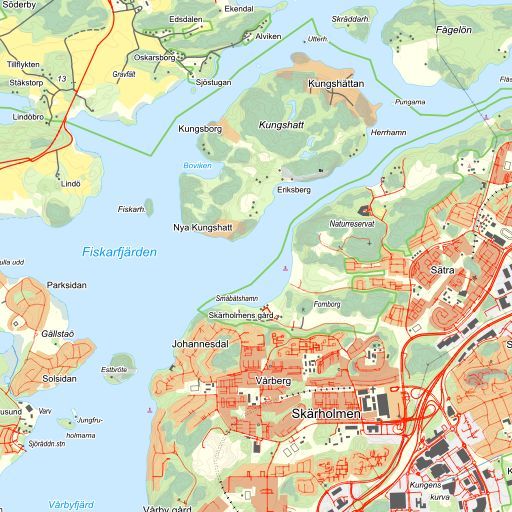 Söderby
Ekendal
Edsdalen
Skräddarh.
Alviken
Utterh.
Fågelön
Oskarsborg
Tillflykten
13
Gravfält
Stäkstorp
Sjöstugan
Kungshättan
Pungarna
Lindöbro
Kungsborg
Kungshatt
Herrhamn
Boviken
Lindö
Eriksberg
Fiskarh.
Nya Kungshatt
Naturreservat
Fiskarfjärden
Sätra
Parksidan
Småbåtshamn
Fornborg
Skärholmens gård
Gällstaö
Johannesdal
Estbröte
Solsidan
Vårberg
Skärholmen
Varv
Jungfru-
holmarna
Sjöräddn.stn
Kungens
kurva
Vårbyfjärd
Vårby gård